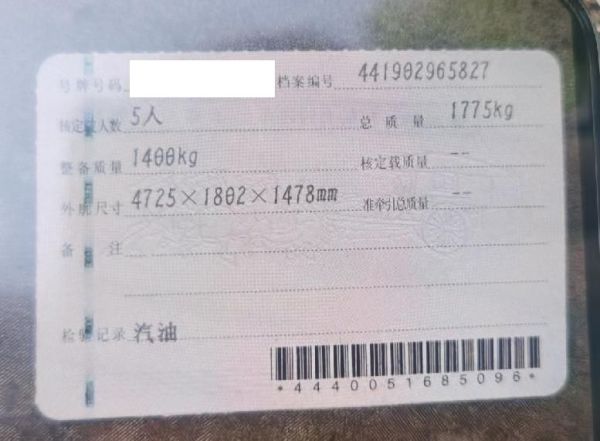 号牌号码 档案编号 441902965827
核定载人数 5人 总质量 1775kg
整备质量 1400kg 核定载质量 --
外廓尺寸 4725×1802×1478mm 准牵引总质量 --
备注
检验记录 汽油
*4440051685096*